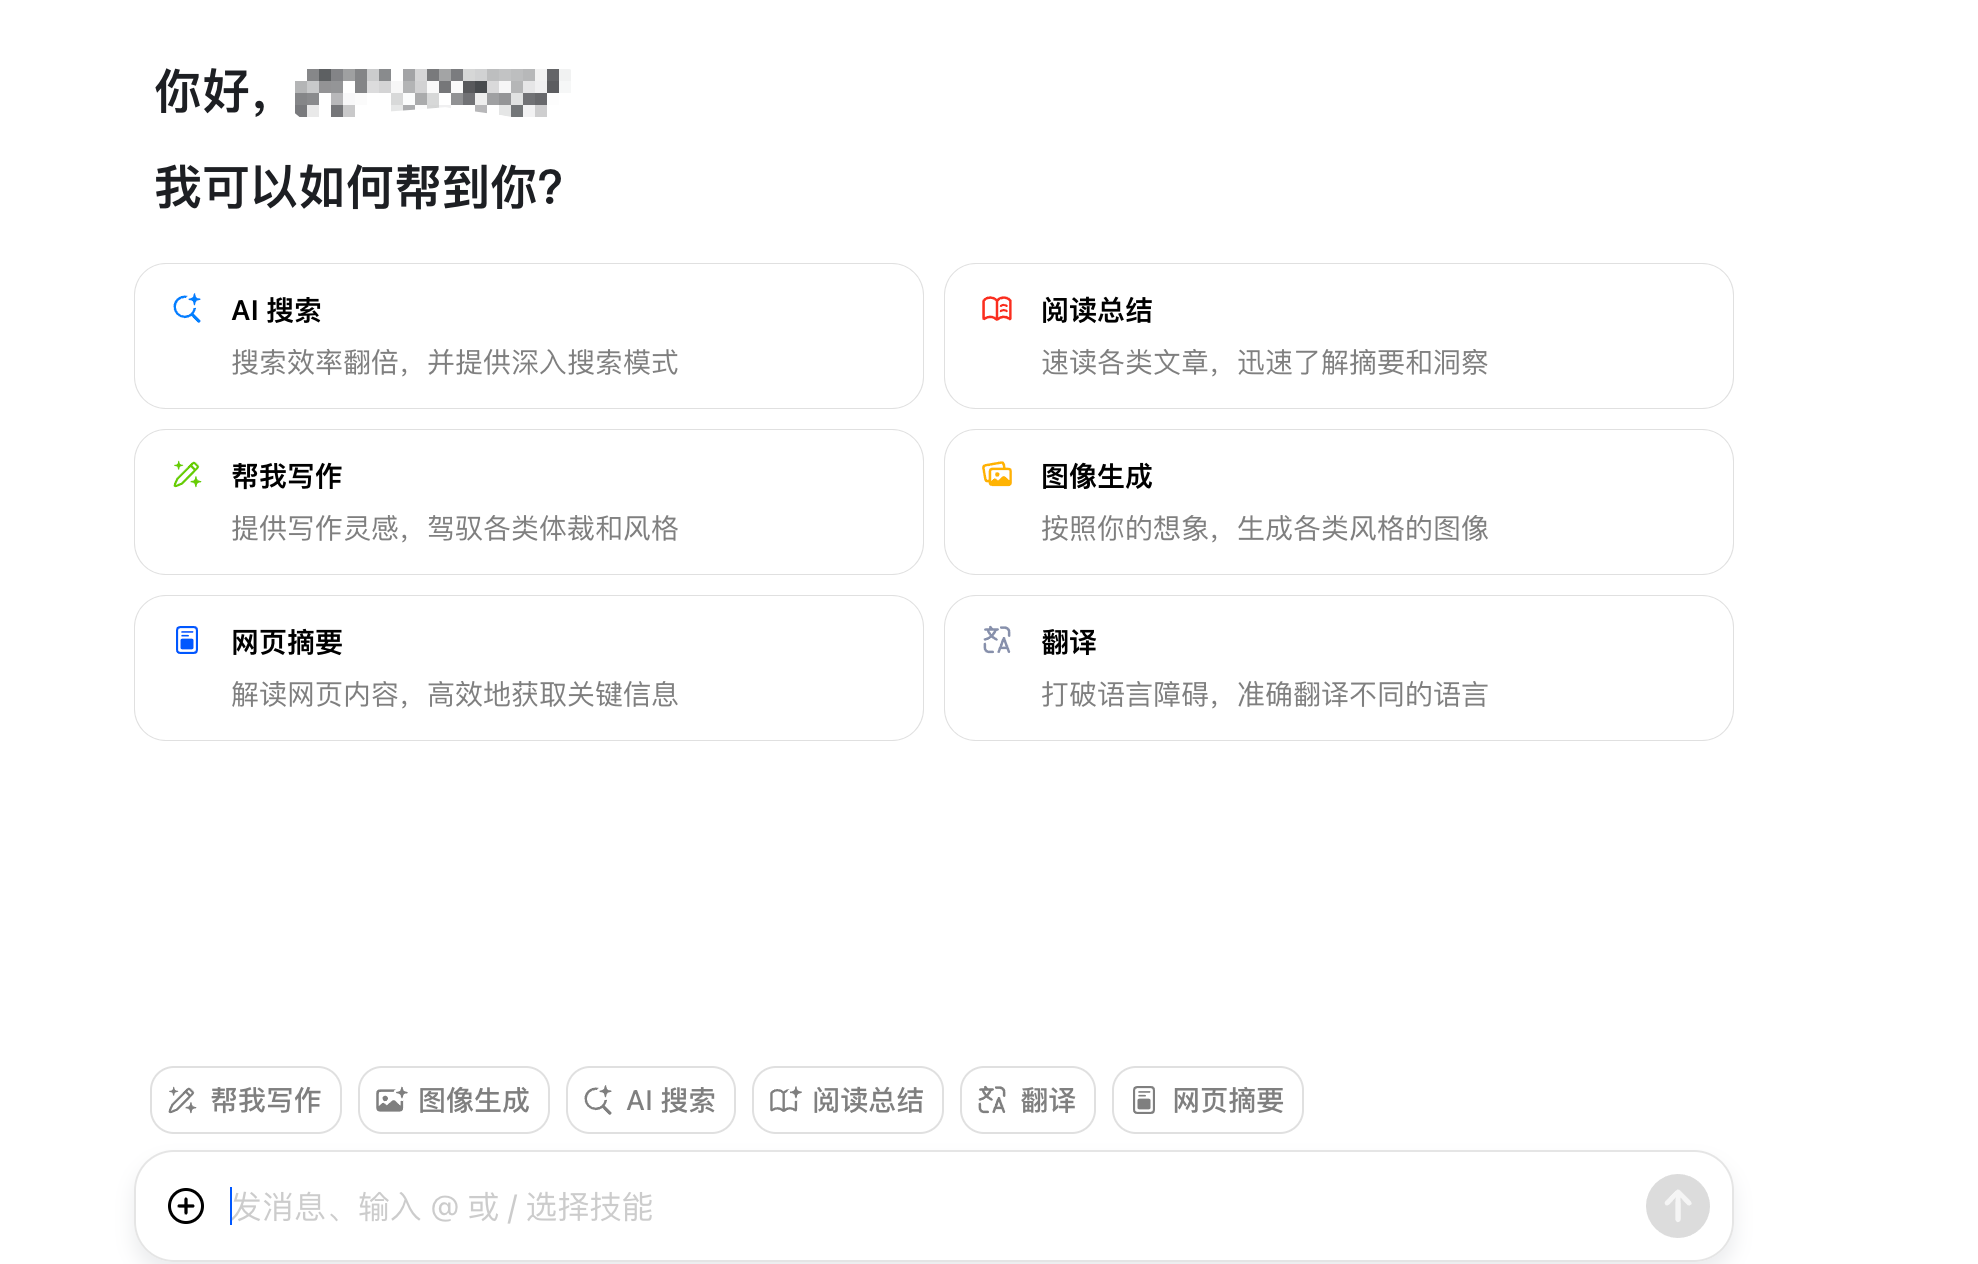 你好，
我可以如何帮到你?
AI 搜索
搜索效率翻倍，并提供深入搜索模式
阅读总结
速读各类文章，迅速了解摘要和洞察
帮我写作
提供写作灵感，驾驭各类体裁和风格
图像生成
按照你的想象，生成各类风格的图像
网页摘要
解读网页内容，高效地获取关键信息
翻译
打破语言障碍，准确翻译不同的语言
帮我写作
图像生成
AI 搜索
阅读总结
翻译
网页摘要
发消息、输入 @ 或 / 选择技能